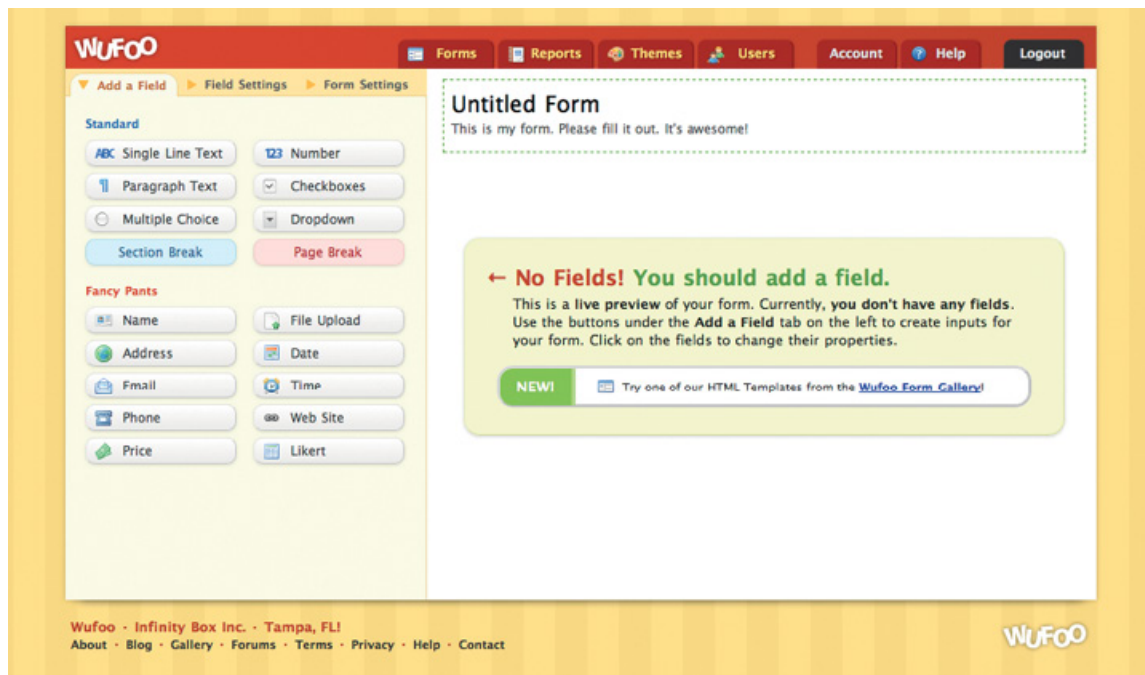 WUFOO
Forms Reports Themes Users Account Help Logout
Add a Field Field Settings Form Settings
Standard
ABC Single Line Text 123 Number
Paragraph Text Checkboxes
Multiple Choice Dropdown
Section Break Page Break
Fancy Pants
Name File Upload
Address Date
Email Time
Phone Web Site
Price Likert
Untitled Form
This is my form. Please fill it out. It's awesome!
← No Fields! You should add a field.
This is a live preview of your form. Currently, you don't have any fields.
Use the buttons under the Add a Field tab on the left to create inputs for
your form. Click on the fields to change their properties.
NEW! Try one of our HTML Templates from the Wufoo Form Gallery!
Wufoo · Infinity Box Inc. · Tampa, FL!
About · Blog · Gallery · Forums · Terms · Privacy · Help · Contact
WUFOO